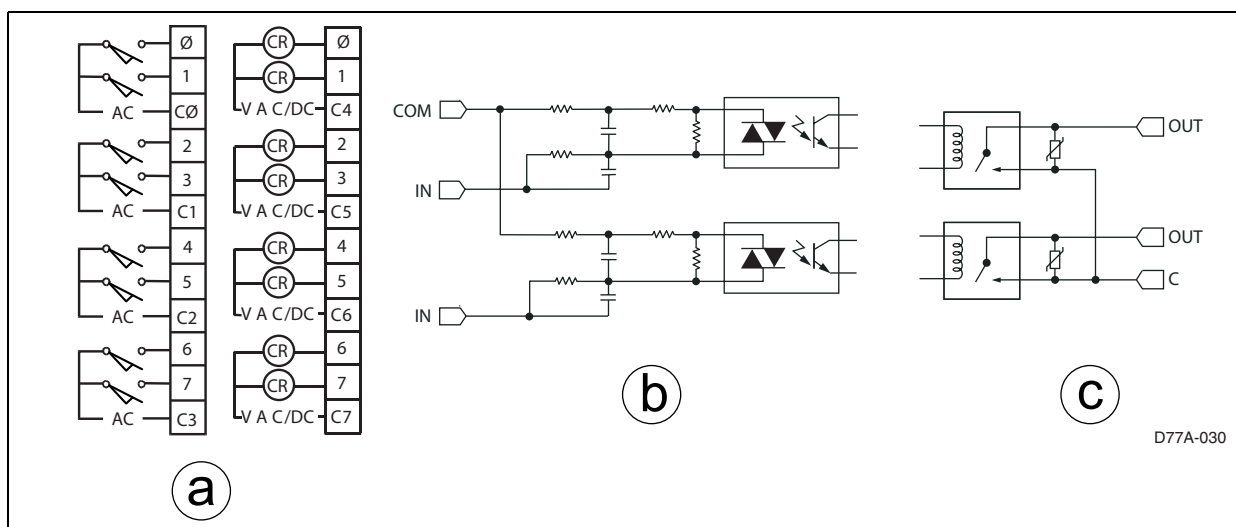 Ø
1
AC CØ
2
3
AC C1
4
5
AC C2
6
7
AC C3
CR Ø
CR 1
V A C/DC C4
CR 2
CR 3
V A C/DC C5
CR 4
CR 5
V A C/DC C6
CR 6
CR 7
V A C/DC C7
a
COM
IN
IN
b
OUT
OUT
C
c
D77A-030